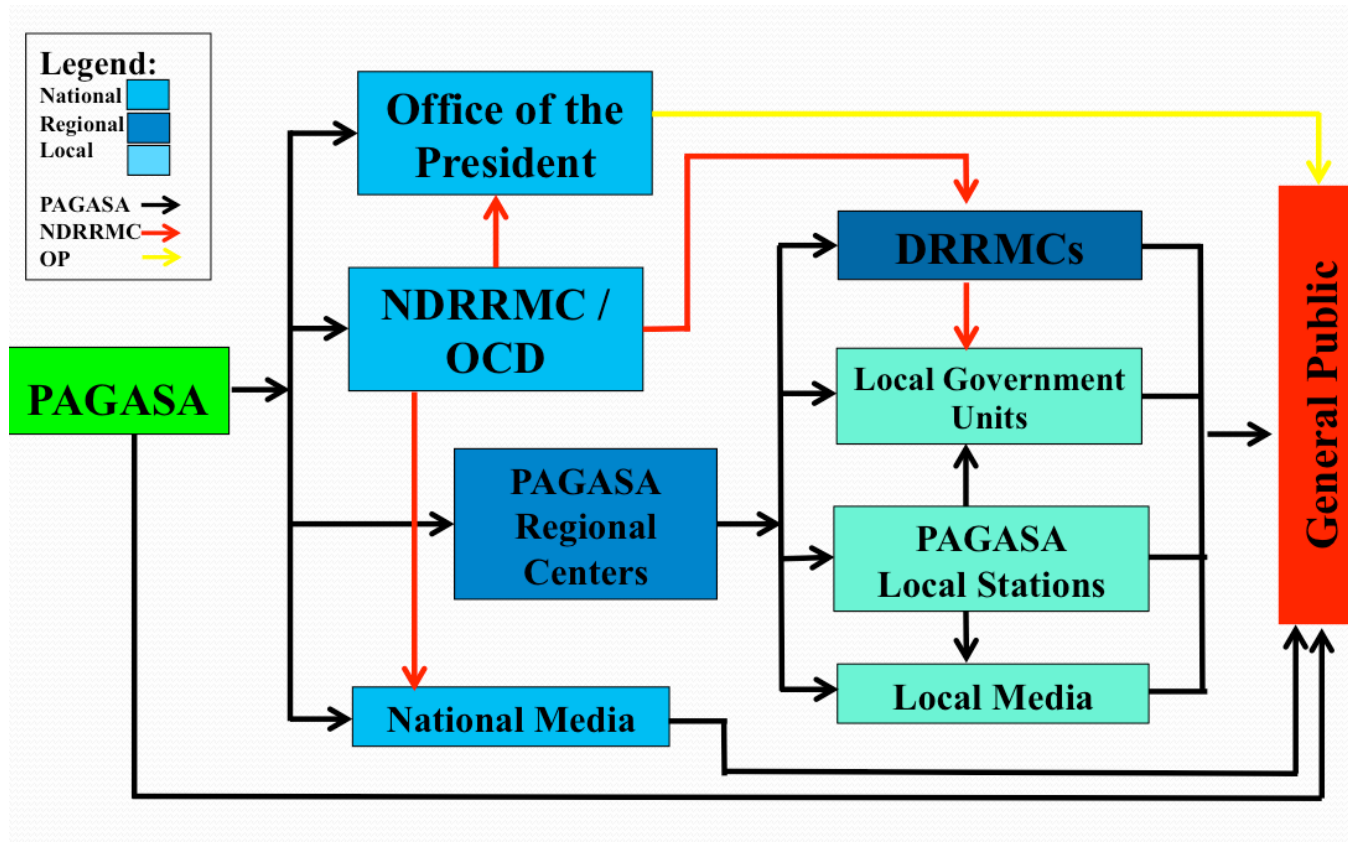 Legend:
National
Regional
Local
PAGASA
NDRRMC
OP
Office of the
President
NDRRMC /
OCD
PAGASA
PAGASA
Regional
Centers
National Media
DRRMCs
Local Government
Units
PAGASA
Local Stations
Local Media
General Public